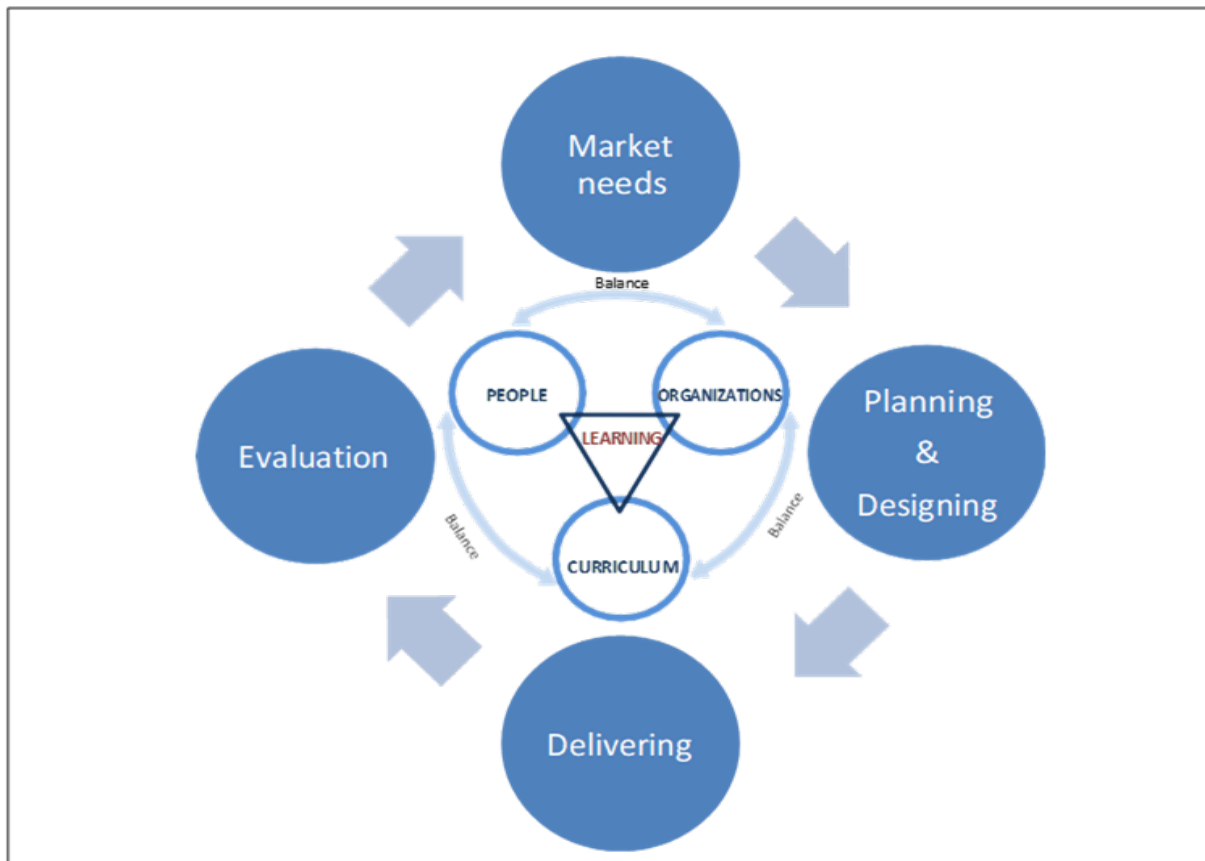 Market
needs
Balance
PEOPLE
ORGANIZATIONS
LEARNING
Planning
&
Designing
Evaluation
Balance
Balance
CURRICULUM
Delivering